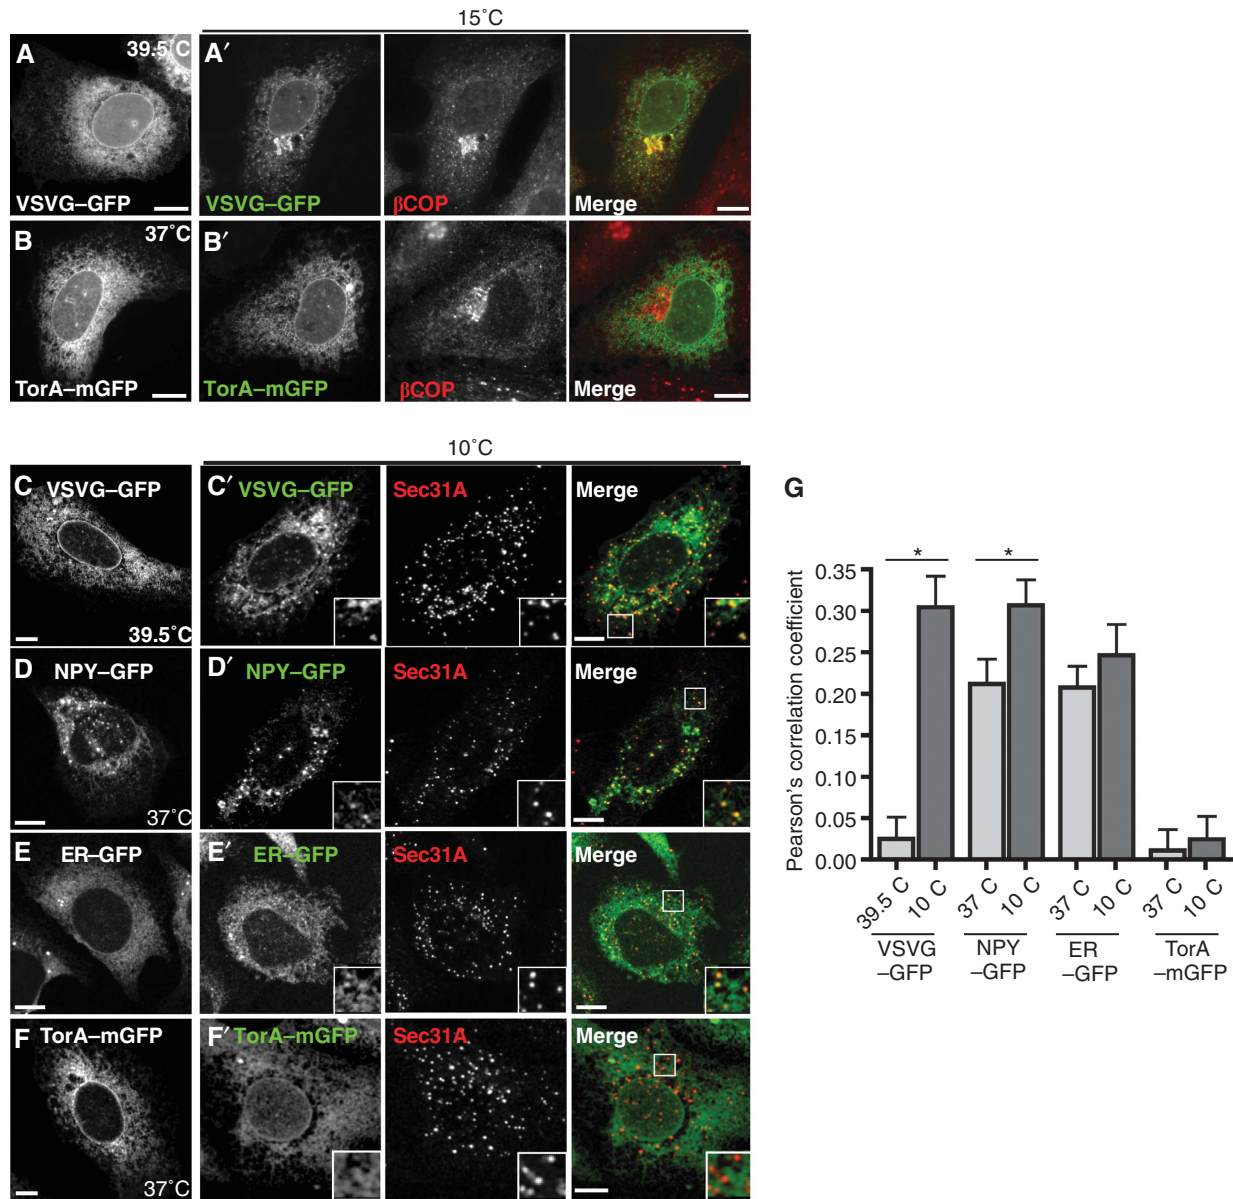 15˚C
A
39.5˚C
VSVG–GFP
A′
VSVG–GFP
βCOP
Merge
B
37˚C
TorA–mGFP
B′
TorA–mGFP
βCOP
Merge
10˚C
C VSVG–GFP
39.5˚C
C′ VSVG–GFP
Sec31A
Merge
D NPY–GFP
37˚C
D′ NPY–GFP
Sec31A
Merge
E ER–GFP
E′ ER–GFP
Sec31A
Merge
F TorA–mGFP
37˚C
F′ TorA–mGFP
Sec31A
Merge
G
* *
Pearson's correlation coefficient
0.35
0.30
0.25
0.20
0.15
0.10
0.05
0.00
39.5 C 10 C 37 C 10 C 37 C 10 C 37 C 10 C
VSVG NPY ER TorA
–GFP –GFP –GFP –mGFP